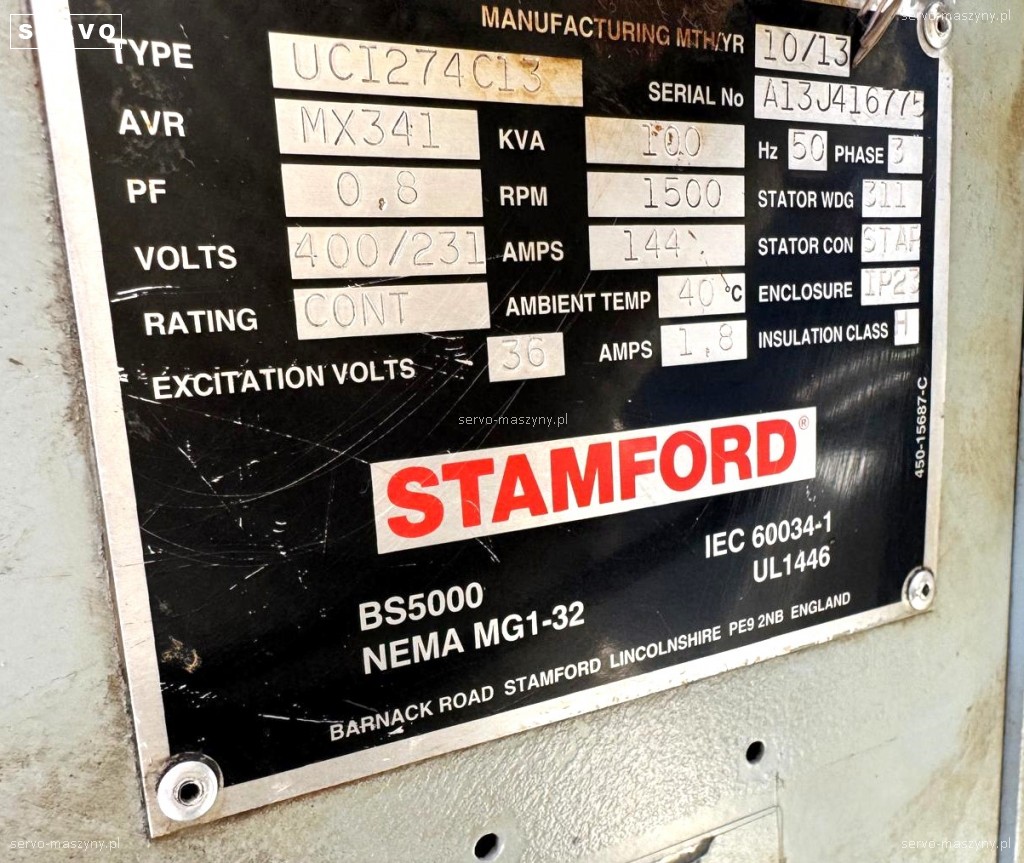 SERVO
servo-maszyny.pl
MANUFACTURING MTH/YR 10/13
TYPE UCI274C13 SERIAL No A13J416775
AVR MX341 KVA 100 Hz 50 PHASE 3
PF 0.8 RPM 1500 STATOR WDG 311
VOLTS 400/231 AMPS 144 STATOR CON STAR
RATING CONT AMBIENT TEMP 40 °C ENCLOSURE IP23
EXCITATION VOLTS 36 AMPS 1.8 INSULATION CLASS H
servo-maszyny.pl
450-15687-C
STAMFORD®
IEC 60034-1
UL1446
BS5000
NEMA MG1-32
BARNACK ROAD STAMFORD LINCOLNSHIRE PE9 2NB ENGLAND
servo-maszyny.pl
servo-maszyny.pl